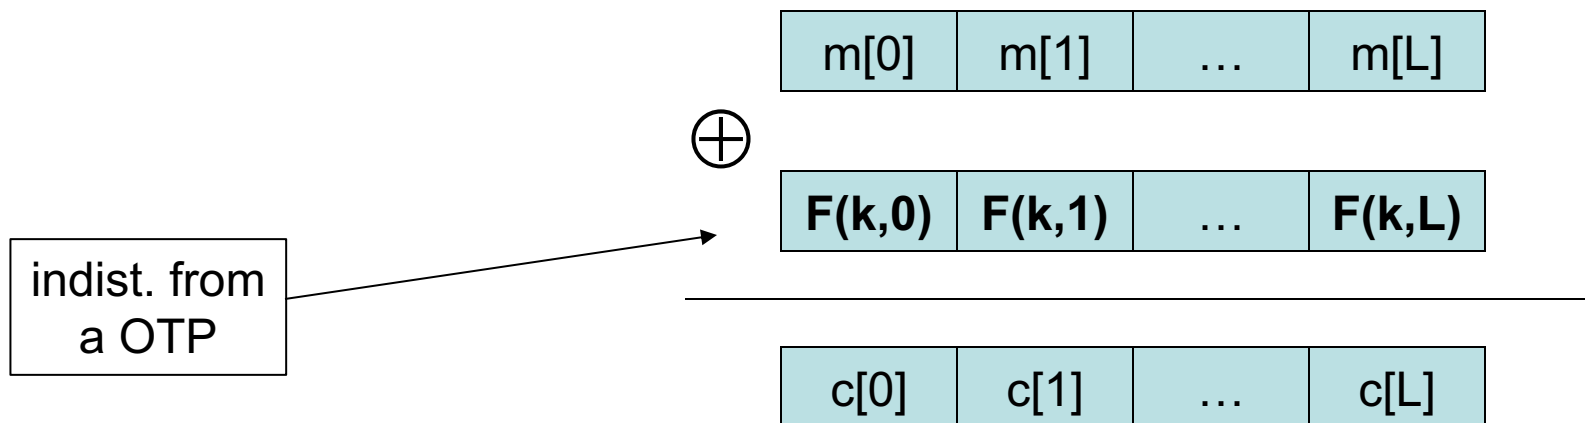 m[0] m[1] … m[L]
⊕
F(k,0) F(k,1) … F(k,L)
indist. from
a OTP
c[0] c[1] … c[L]